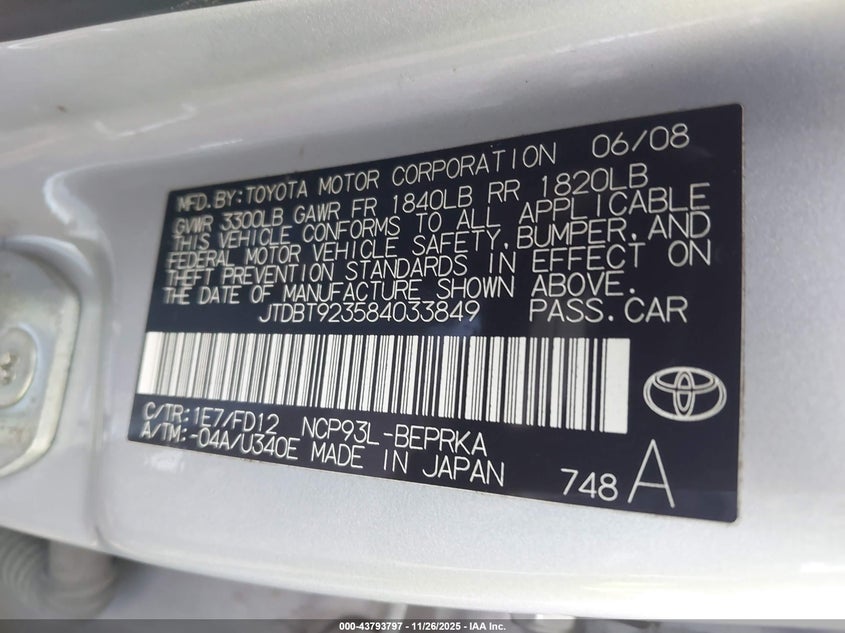 MFD. BY: TOYOTA MOTOR CORPORATION 06/08
GVWR 3300LB GAWR FR 1840LB RR 1820LB
THIS VEHICLE CONFORMS TO ALL APPLICABLE
FEDERAL MOTOR VEHICLE SAFETY, BUMPER, AND
THEFT PREVENTION STANDARDS IN EFFECT ON
THE DATE OF MANUFACTURE SHOWN ABOVE.
JTDBT923584033849 PASS. CAR
C/TR: 1E7/FD12 NCP93L-BEPRKA
A/TM: -04A/U340E MADE IN JAPAN
748 A
000-43793797 - 11/26/2025 - IAA Inc.